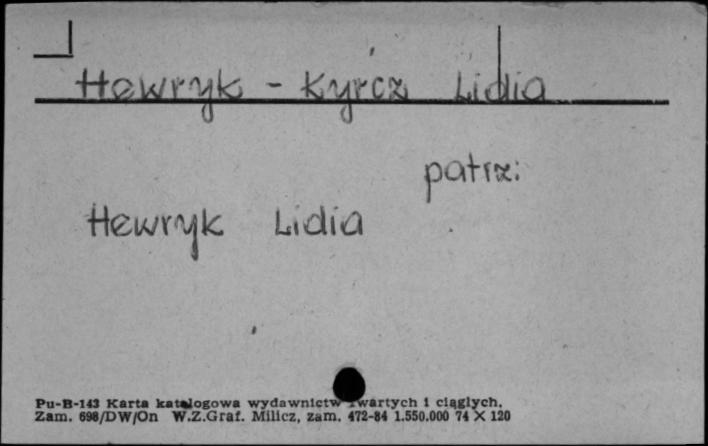 Hewryk - Kyrcz Lidia
patrz:
Hewryk Lidia
Pu-B-143 Karta katalogowa wydawnictw zwartych i ciągłych.
Zam. 698/DW/On W.Z.Graf. Milicz, zam. 472-84 1.550.000 74 X 120